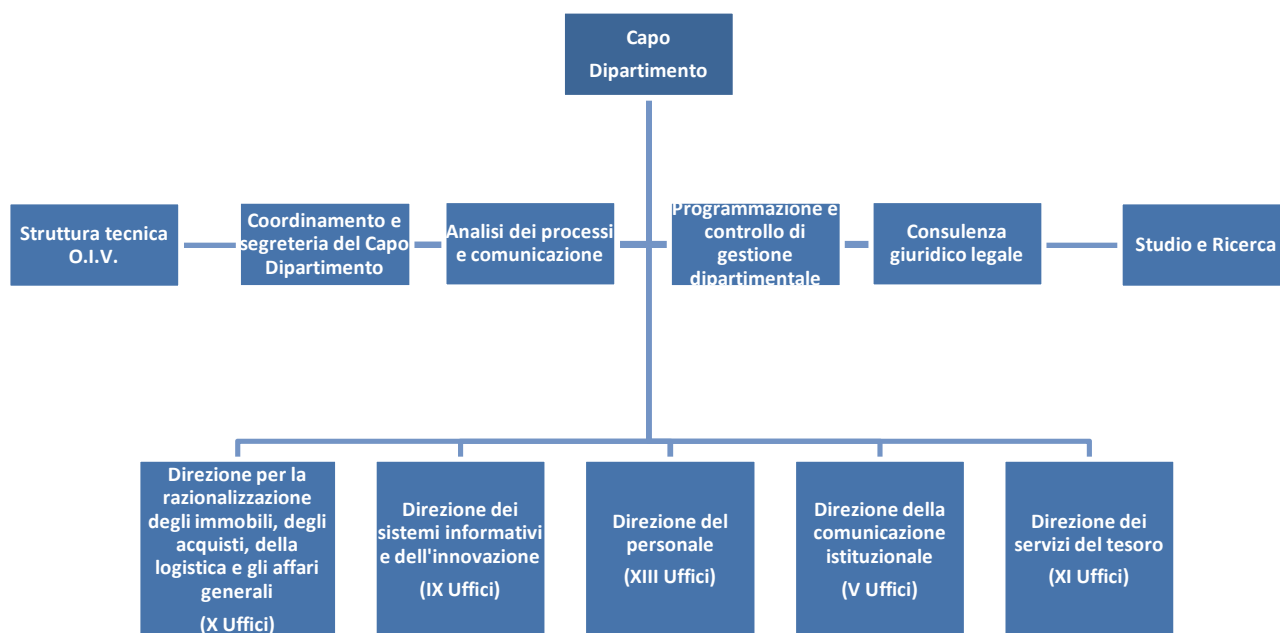 Capo
Dipartimento
Struttura tecnica
O.I.V.
Coordinamento e
segreteria del Capo
Dipartimento
Analisi dei processi
e comunicazione
Programmazione e
controllo di
gestione
dipartimentale
Consulenza
giuridico legale
Studio e Ricerca
Direzione per la
razionalizzazione
degli immobili, degli
acquisti, della
logistica e gli affari
generali
(X Uffici)
Direzione dei
sistemi informativi
e dell'innovazione
(IX Uffici)
Direzione del
personale
(XIII Uffici)
Direzione della
comunicazione
istituzionale
(V Uffici)
Direzione dei
servizi del tesoro
(XI Uffici)